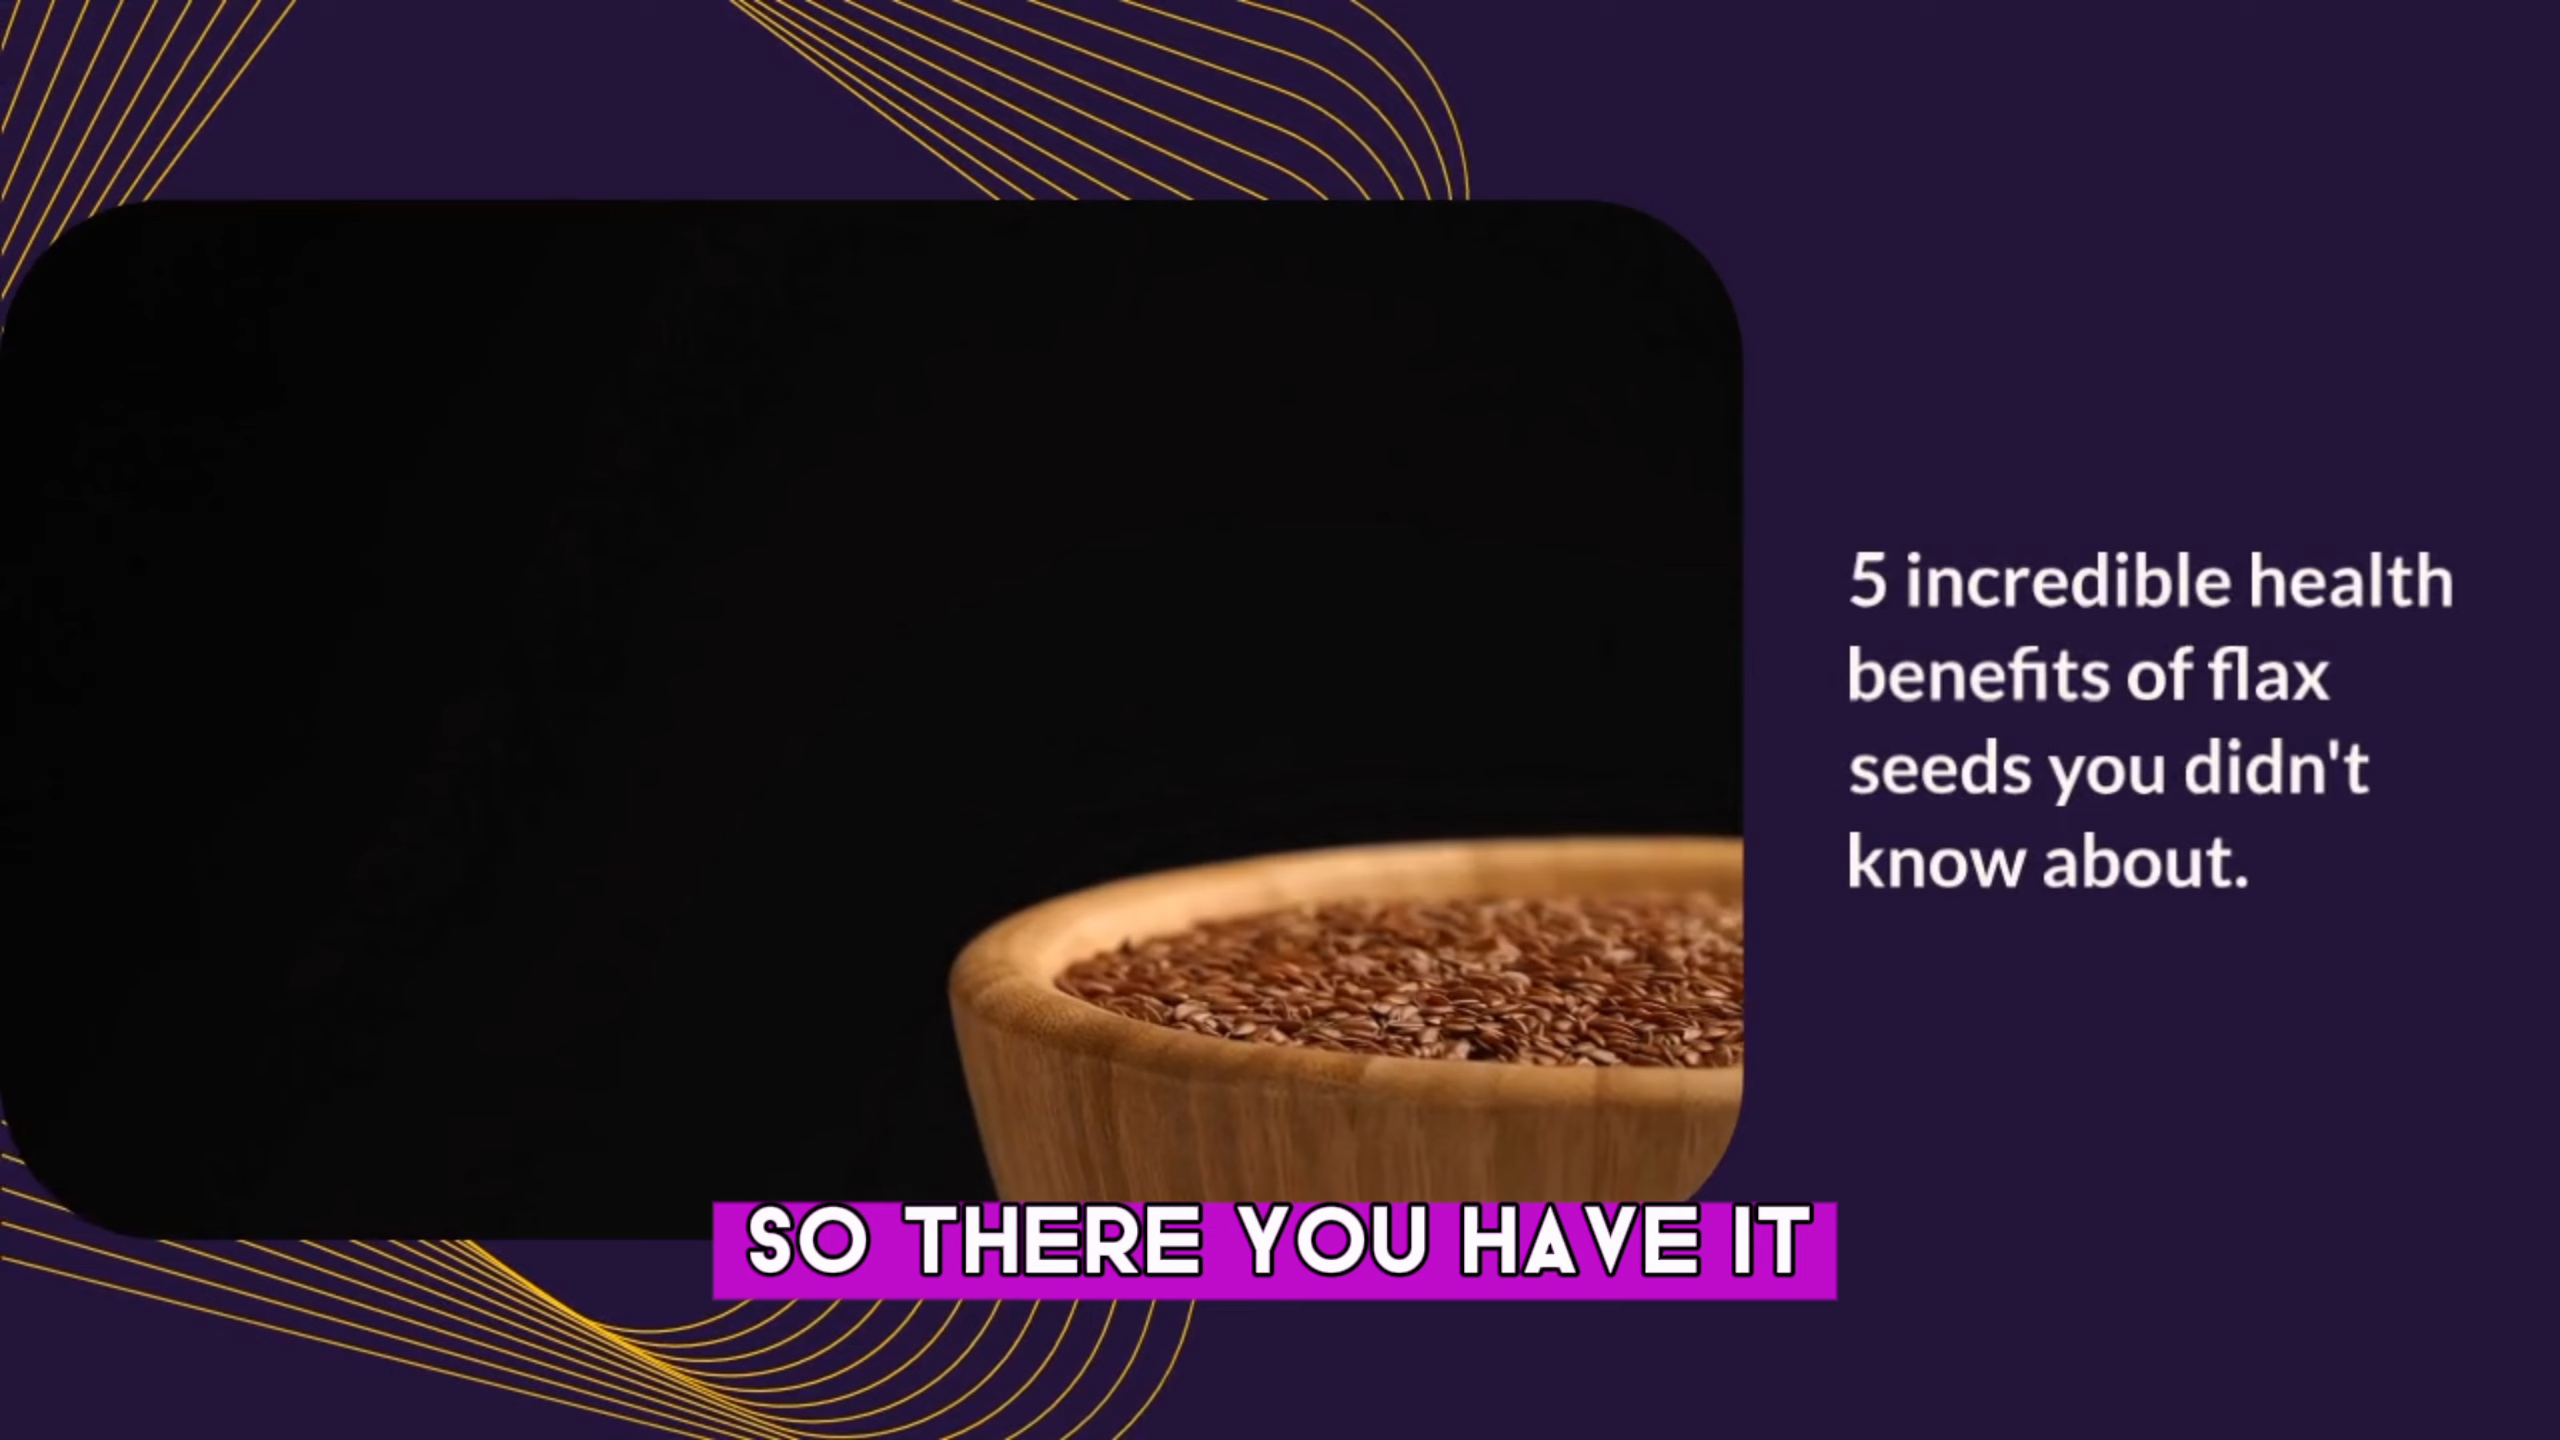 5 incredible health
benefits of flax
seeds you didn't
know about.
SO THERE YOU HAVE IT